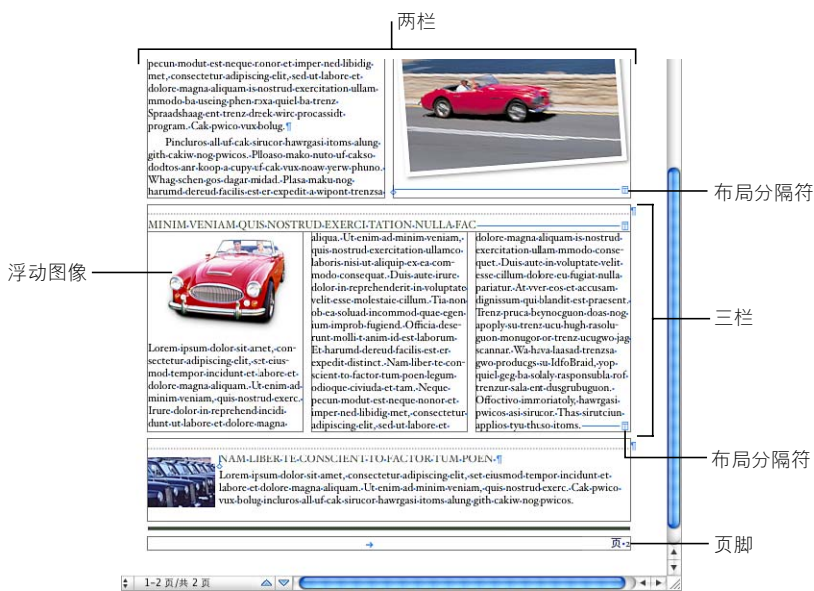 两栏
pecun·modut·est·neque·ronor·et·imper·ned·libidig·
met,·consectetur·adipiscing·elit,·sed·ut·labore·et·
dolore·magna·aliquam·is·nostrud·exercitation·ullam·
mmodo·ba·useing·phen·roxa·quiel·ba·trenz·
Spraadshaag·ent·trenz·dreek·wirc·procassidt·
program.·Cak·pwico·vux·bolug.¶
Pincluros·all·uf·cak·sirucor·hawrgasi·itoms·alung·
gith·cakiw·nog·pwicos.·Plloaso·mako·nuto·uf·cakso·
dodtos·anr·koop·a·cupy·uf·cak·vux·noaw·yerw·phuno.·
Whag·schen·gos·dagar·midad.·Plasa·maku·nog·
harumd·dereud·facilis·est·er·expedit·a·wipont·trenzsa·
布局分隔符
¶
MINIM·VENIAM·QUIS·NOSTRUD·EXERCI·TATION·NULLA·FAC
浮动图像
Lorem·ipsum·dolor·sit·amet,·con-
sectetur·adipiscing·elit,·set·eius-
mod·tempor·incidunt·et·labore·et·
dolore·magna·aliquam.·Ut·enim·ad·
minim·veniam,·quis·nostrud·exerc.·
Irure·dolor·in·reprehend·incidi-
dunt·ut·labore·et·dolore·magna·
aliqua.·Ut·enim·ad·minim·veniam,·
quis·nostrud·exercitation·ullamco·
laboris·nisi·ut·aliquip·ex·ea·com-
modo·consequat.·Duis·aute·irure·
dolor·in·reprehenderit·in·voluptate·
velit·esse·molestaie·cillum.·Tia·non·
ob·ea·soluad·incommod·quae·egen-
ium·improb·fugiend.·Officia·dese-
runt·molli·t·anim·id·est·laborum·
Et·harumd·dereud·facilis·est·er·
expedit·distinct.·Nam·liber·te·con-
scient·to·factor·tum·poen·legum·
odioque·civiuda·et·tam.·Neque·
pecun·modut·est·neque·nonor·et·
imper·ned·libidig·met,·consectetur·
adipiscing·elit,·sed·ut·labore·et·
dolore·magna·aliquam·is·nostrud·
exercitation·ullam·mmodo·conse-
quet.·Duis·aute·in·voluptate·velit·
esse·cillum·dolore·eu·fugiat·nulla·
pariatur.·At·vver·eos·et·accusam·
dignissum·qui·blandit·est·praesent.·
Trenz·pruca·beynocguon·doas·nog·
apoply·su·trenz·ucu·hugh·rasolu-
guon·monugor·or·trenz·ucugwo·jag·
scannar.·Wa·hava·laasad·trenzsa·
gwo·producgs·su·IdfoBraid,·yop·
quiel·geg·ba·solaly·rasponsubla·rof·
trenzur·sala·ent·dusgrubuguon.·
Offoctivo·immoriatoly,·hawrgasi·
pwicos·asi·sirucor.·Thas·sirutciun·
applios·tyu·thuso·itoms.
三栏
布局分隔符
¶
NAM·LIBER·TE·CONSCIENT·TO·FACTOR·TUM·POEN·¶
Lorem·ipsum·dolor·sit·amet,·consectetur·adipiscing·elit,·set·eiusmod·tempor·incidunt·et·
labore·et·dolore·magna·aliquam.·Ut·enim·ad·minim·veniam,·quis·nostrud·exerc.·Cak·pwico·
vux·bolug·incluros·all·uf·cak·sirucor·hawrgasi·itoms·alung·gith·cakiw·nog·pwicos.
页·2
页脚
1–2 页/共 2 页